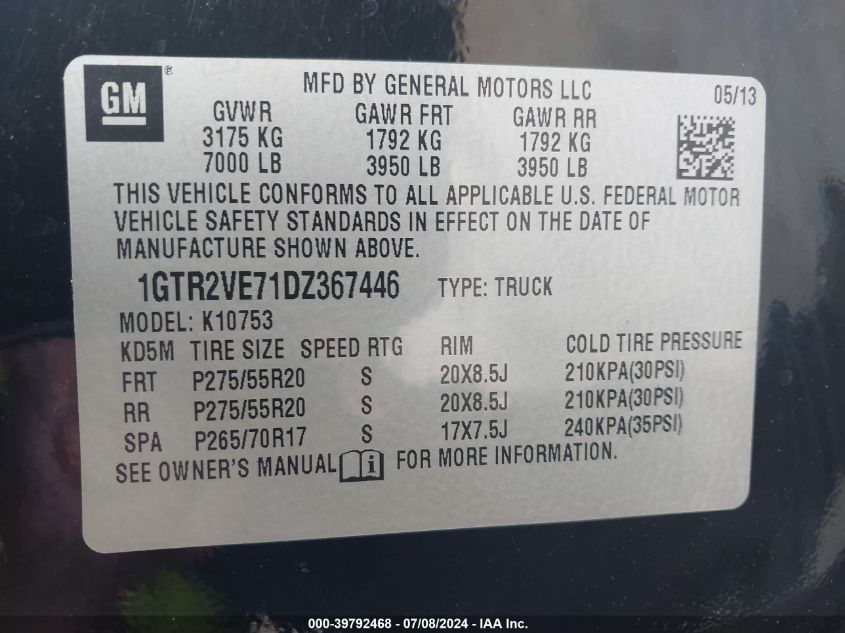 GM ®
MFD BY GENERAL MOTORS LLC 05/13
GVWR GAWR FRT GAWR RR
3175 KG 1792 KG 1792 KG
7000 LB 3950 LB 3950 LB
THIS VEHICLE CONFORMS TO ALL APPLICABLE U.S. FEDERAL MOTOR
VEHICLE SAFETY STANDARDS IN EFFECT ON THE DATE OF
MANUFACTURE SHOWN ABOVE.
1GTR2VE71DZ367446 TYPE: TRUCK
MODEL: K10753
KD5M TIRE SIZE SPEED RTG RIM COLD TIRE PRESSURE
FRT P275/55R20 S 20X8.5J 210KPA(30PSI)
RR P275/55R20 S 20X8.5J 210KPA(30PSI)
SPA P265/70R17 S 17X7.5J 240KPA(35PSI)
SEE OWNER'S MANUAL i FOR MORE INFORMATION.
000-39792468 - 07/08/2024 - IAA Inc.